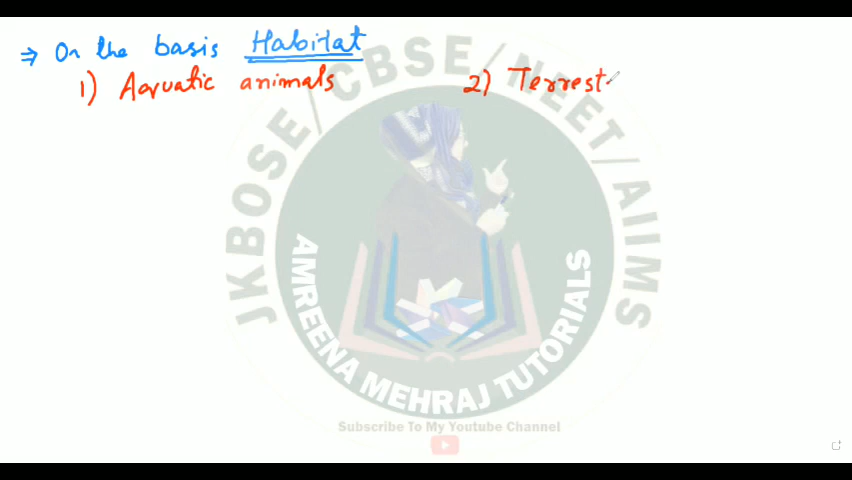 ⇒ On the basis Habitat
1) Aquatic animals 2) Terrest
JKBOSE/CBSE/NEET/AIIMS
AMREENA MEHRAJ TUTORIALS
Subscribe To My Youtube Channel